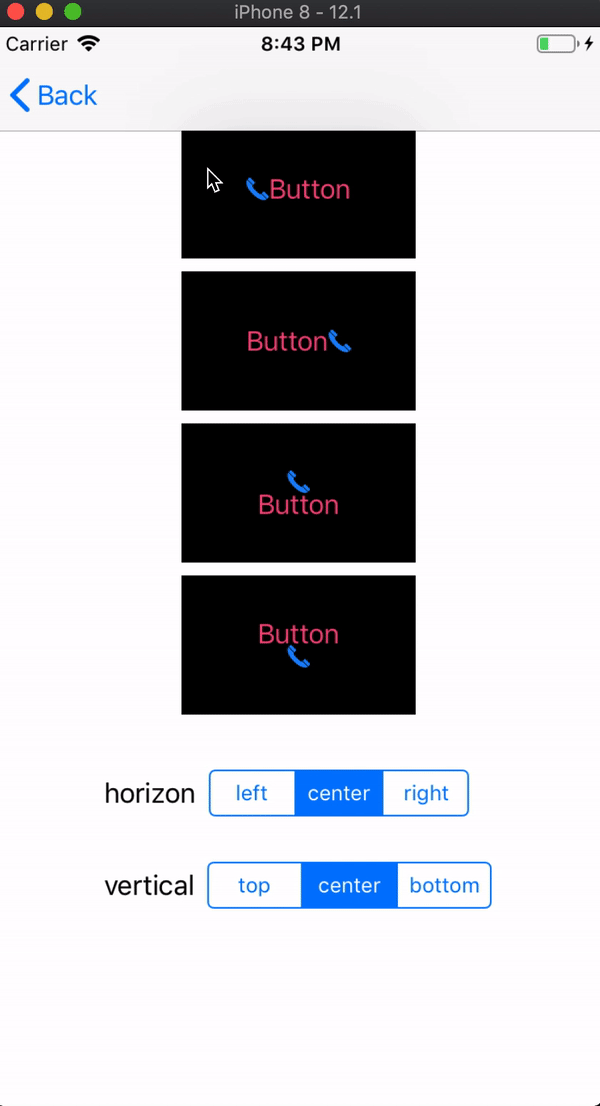 iPhone 8 - 12.1
Carrier 8:43 PM
Back
Button
Button
Button
Button
horizon left center right
vertical top center bottom